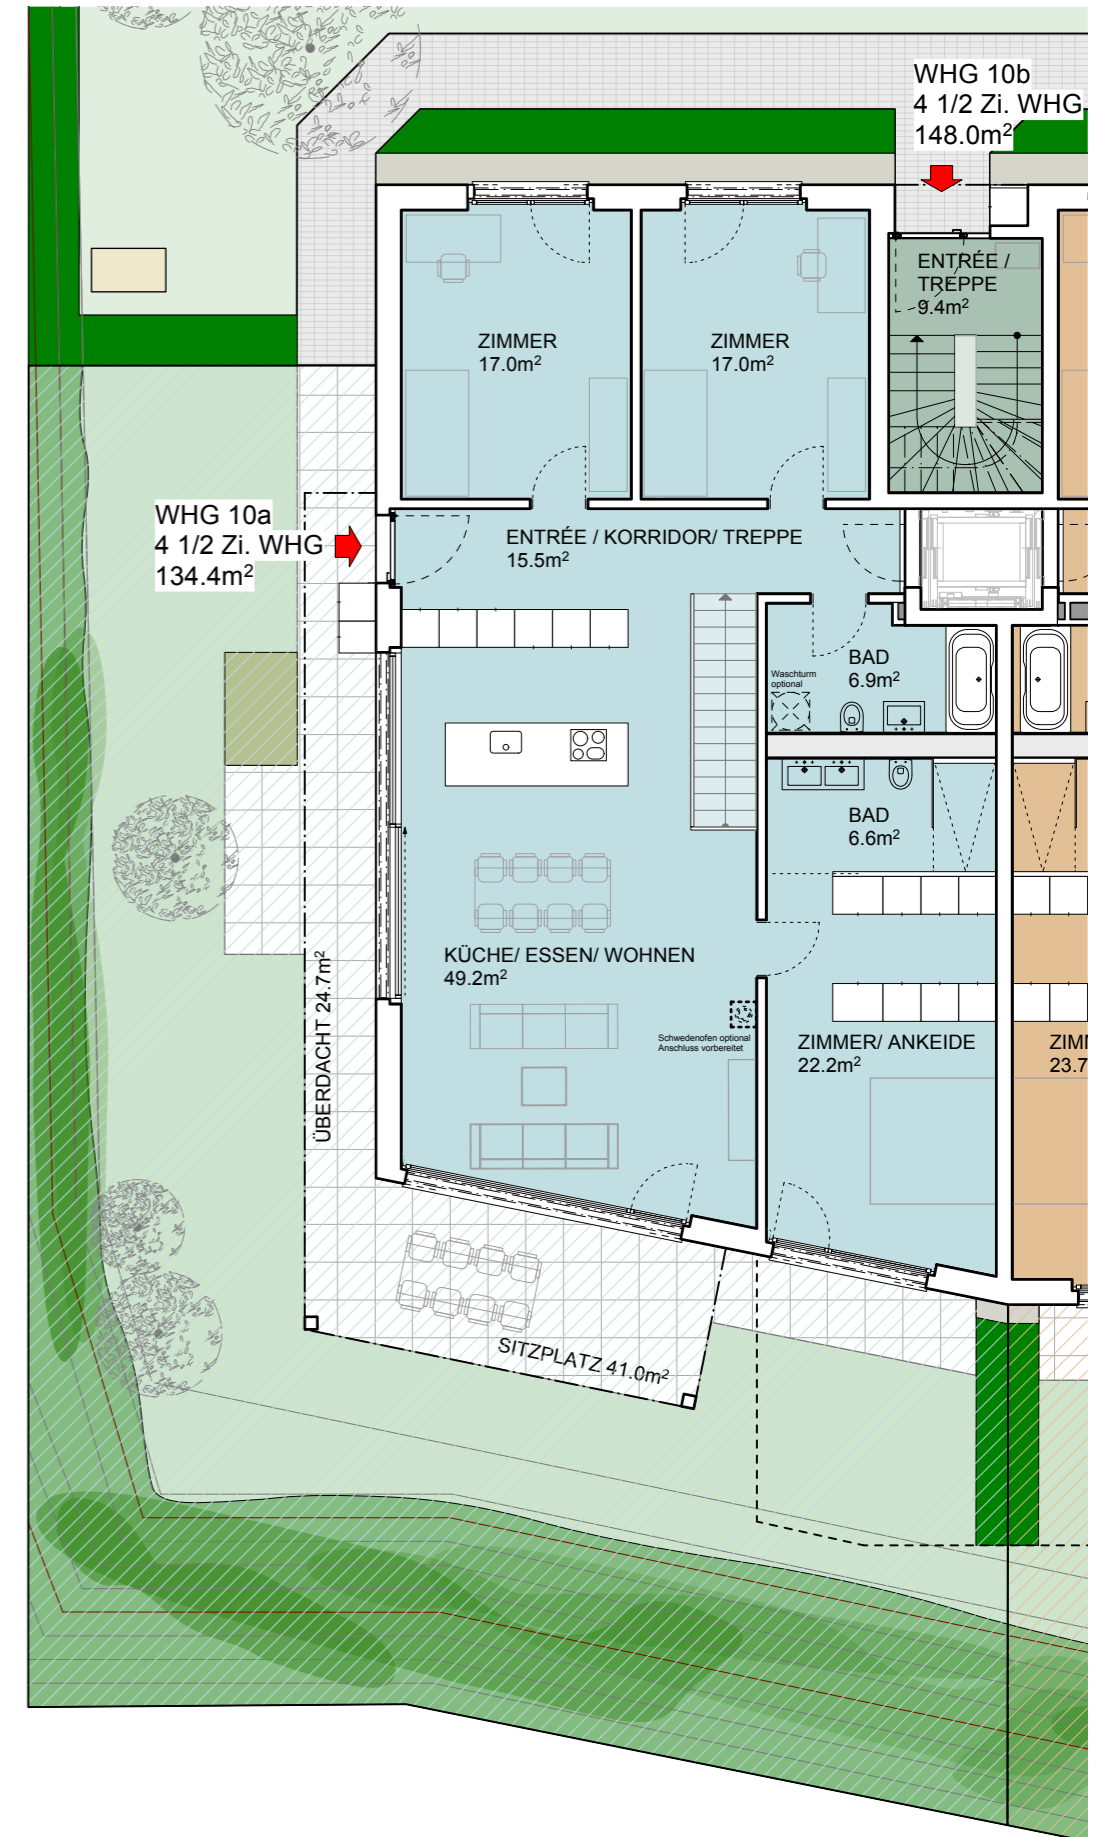 WHG 10b
4 1/2 Zi. WHG
148.0m²
ENTRÉE /
TREPPE
9.4m²
ZIMMER
17.0m²
ZIMMER
17.0m²
WHG 10a
4 1/2 Zi. WHG
134.4m²
ENTRÉE / KORRIDOR/ TREPPE
15.5m²
BAD
6.9m²
Waschturm
optional
BAD
6.6m²
KÜCHE/ ESSEN/ WOHNEN
49.2m²
ÜBERDACHT 24.7m²
Schwedenofen optional
Anschluss vorbereitet
ZIMMER/ ANKEIDE
22.2m²
ZIM
23.7
SITZPLATZ 41.0m²